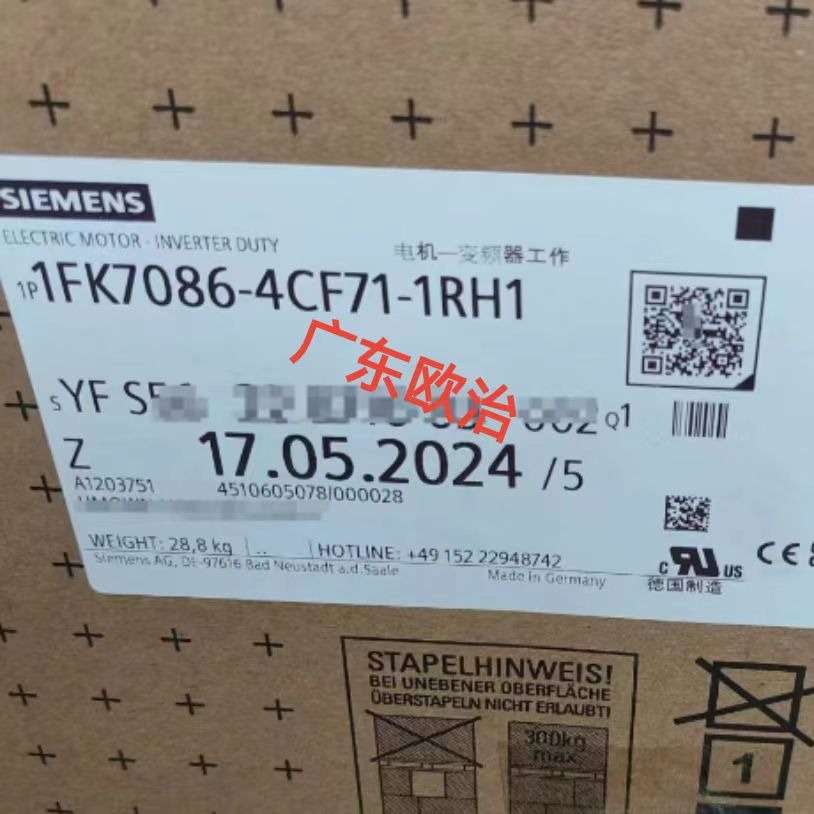 SIEMENS
ELECTRIC MOTOR - INVERTER DUTY
电机—变频器工作
1P 1FK7086-4CF71-1RH1
广东欧治
S YF Q1
Z 17.05.2024 /5
A1203751 4510605078/000028
WEIGHT: 28,8 kg .. HOTLINE: +49 152 22948742
Siemens AG, DE-97616 Bad Neustadt a.d.Saale Made in Germany
C RU US CE
德国制造
STAPELHINWEIS!
BEI UNEBENER OBERFLÄCHE
ÜBERSTAPELN NICHT ERLAUBT!
300kg
max
1